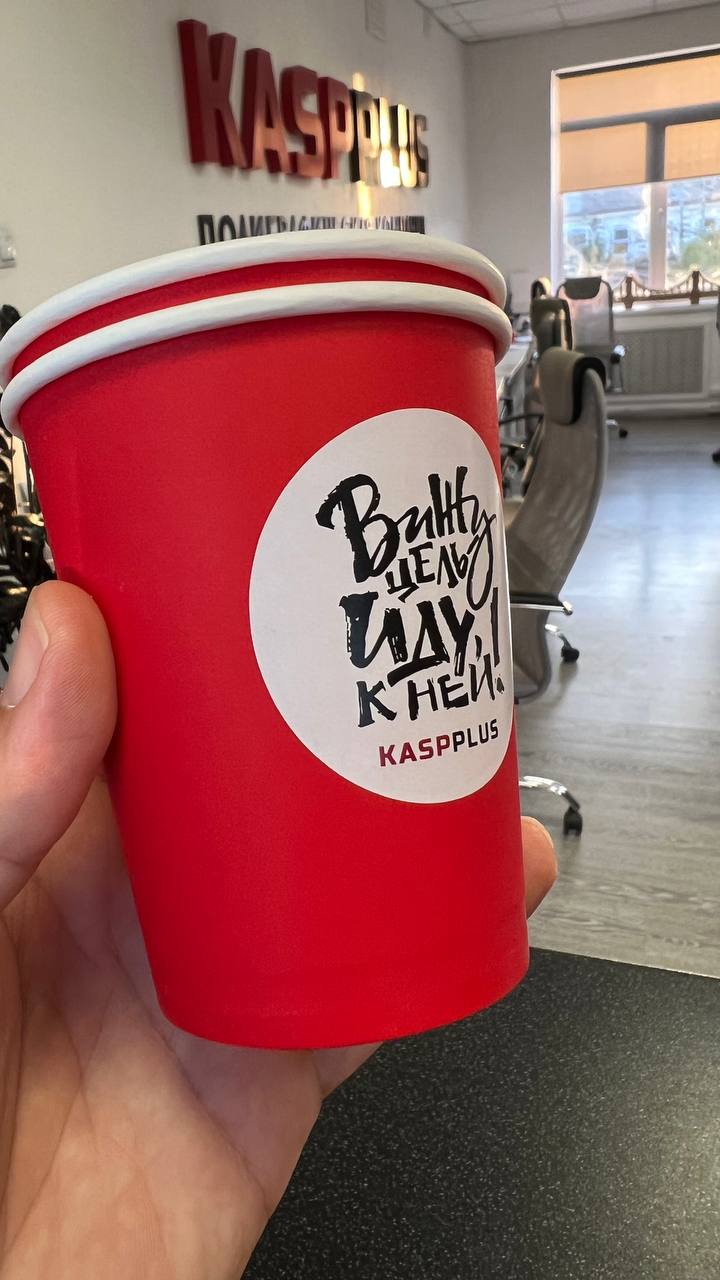 KASPPLUS
Вижу
цель,
Иду
к ней!
KASPPLUS